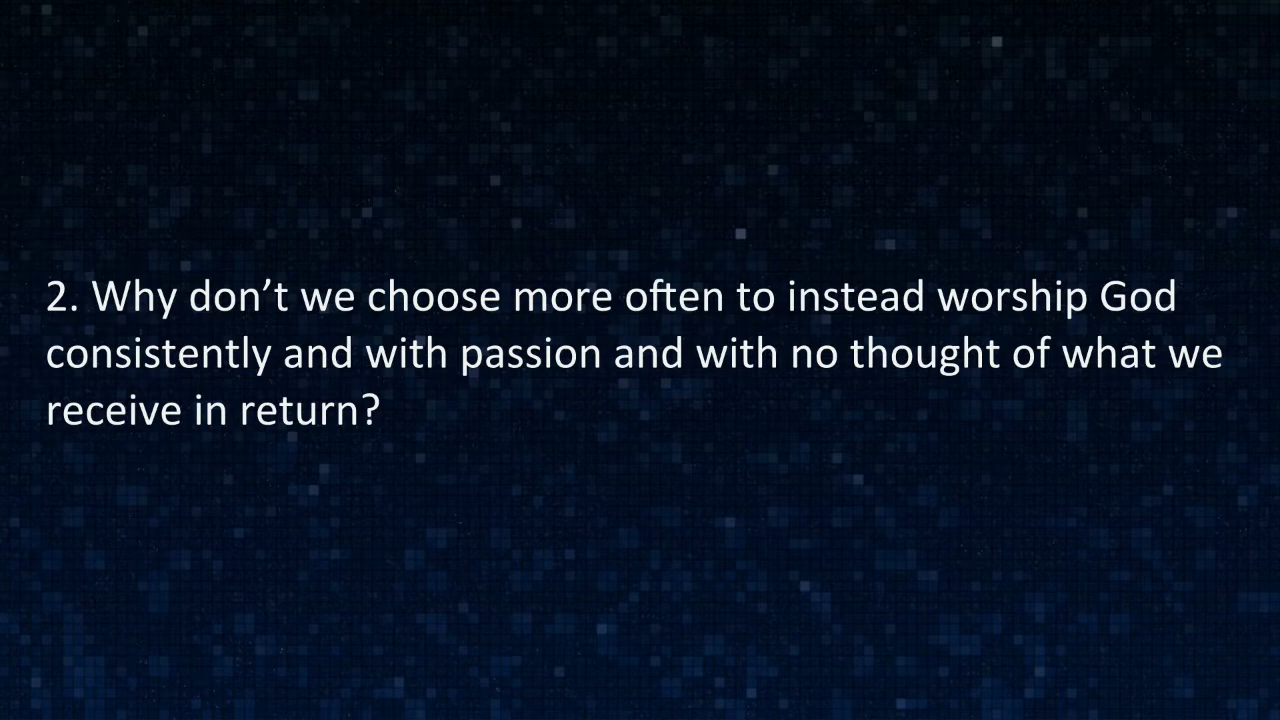 2. Why don’t we choose more often to instead worship God
consistently and with passion and with no thought of what we
receive in return?